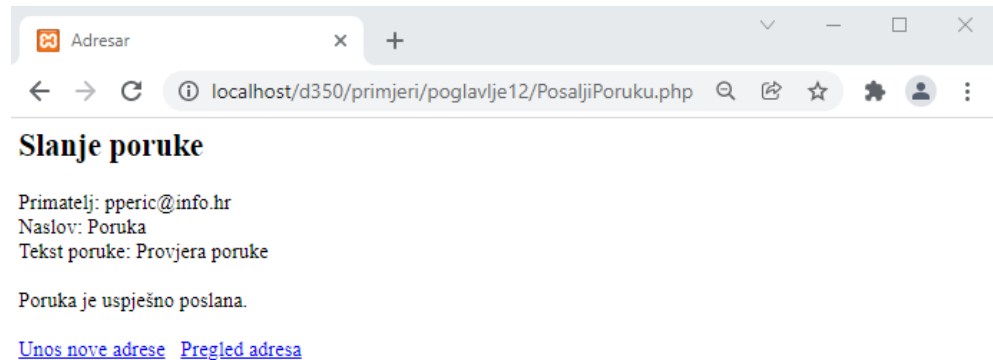 Adresar
localhost/d350/primjeri/poglavlje12/PosaljiPoruku.php
Slanje poruke
Primatelj: pperic@info.hr
Naslov: Poruka
Tekst poruke: Provjera poruke
Poruka je uspješno poslana.
Unos nove adrese Pregled adresa